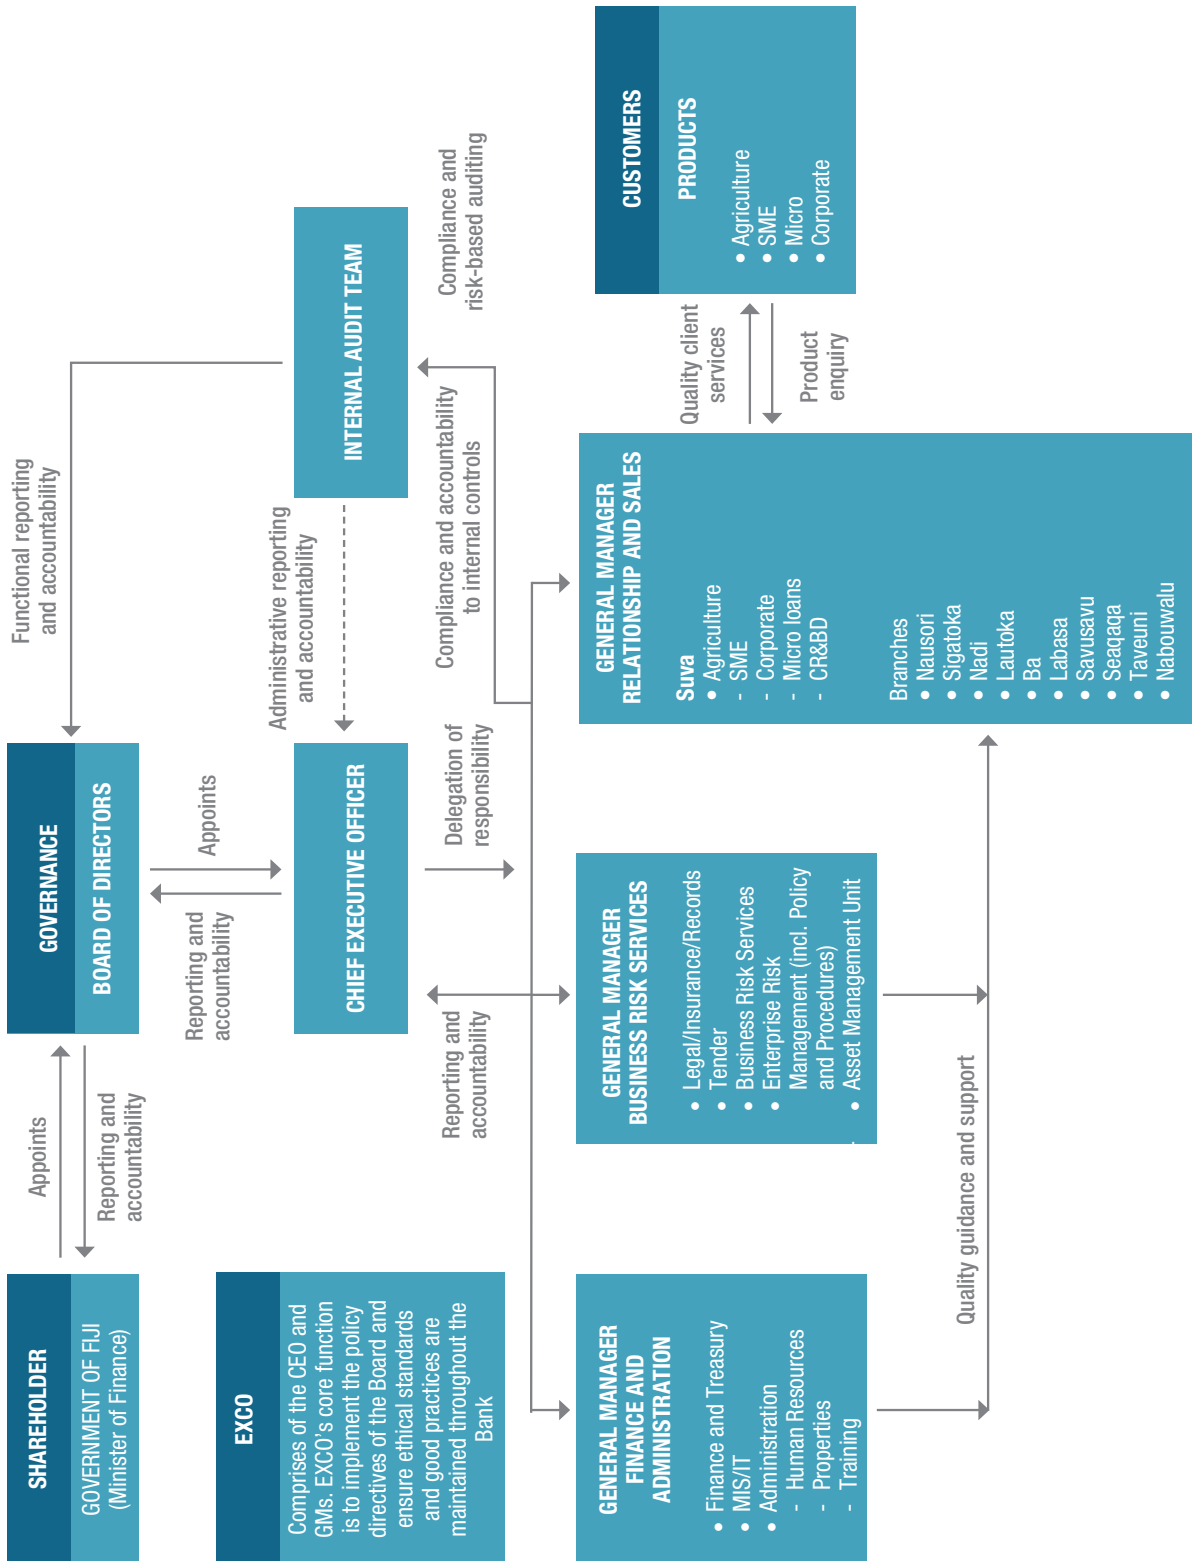 SHAREHOLDER
GOVERNMENT OF FIJI
(Minister of Finance)
Appoints
Reporting and
accountability
GOVERNANCE
BOARD OF DIRECTORS
Functional reporting
and accountability
Reporting and
accountability
Appoints
EXCO
Comprises of the CEO and
GMs. EXCO's core function
is to implement the policy
directives of the Board and
ensure ethical standards
and good practices are
maintained throughout the
Bank
CHIEF EXECUTIVE OFFICER
Administrative reporting
and accountability
INTERNAL AUDIT TEAM
Reporting and
accountability
Delegation of
responsibility
Compliance and accountability
to internal controls
Compliance and
risk-based auditing
GENERAL MANAGER
FINANCE AND
ADMINISTRATION
• Finance and Treasury
• MIS/IT
• Administration
- Human Resources
- Properties
- Training
GENERAL MANAGER
BUSINESS RISK SERVICES
• Legal/Insurance/Records
• Tender
• Business Risk Services
• Enterprise Risk
Management (incl. Policy
and Procedures)
• Asset Management Unit
GENERAL MANAGER
RELATIONSHIP AND SALES
Suva
• Agriculture
- SME
- Corporate
- Micro loans
- CR&BD
Branches
• Nausori
• Sigatoka
• Nadi
• Lautoka
• Ba
• Labasa
• Savusavu
• Seaqaqa
• Taveuni
• Nabouwalu
Quality client
services
Product
enquiry
CUSTOMERS
PRODUCTS
• Agriculture
• SME
• Micro
• Corporate
Quality guidance and support